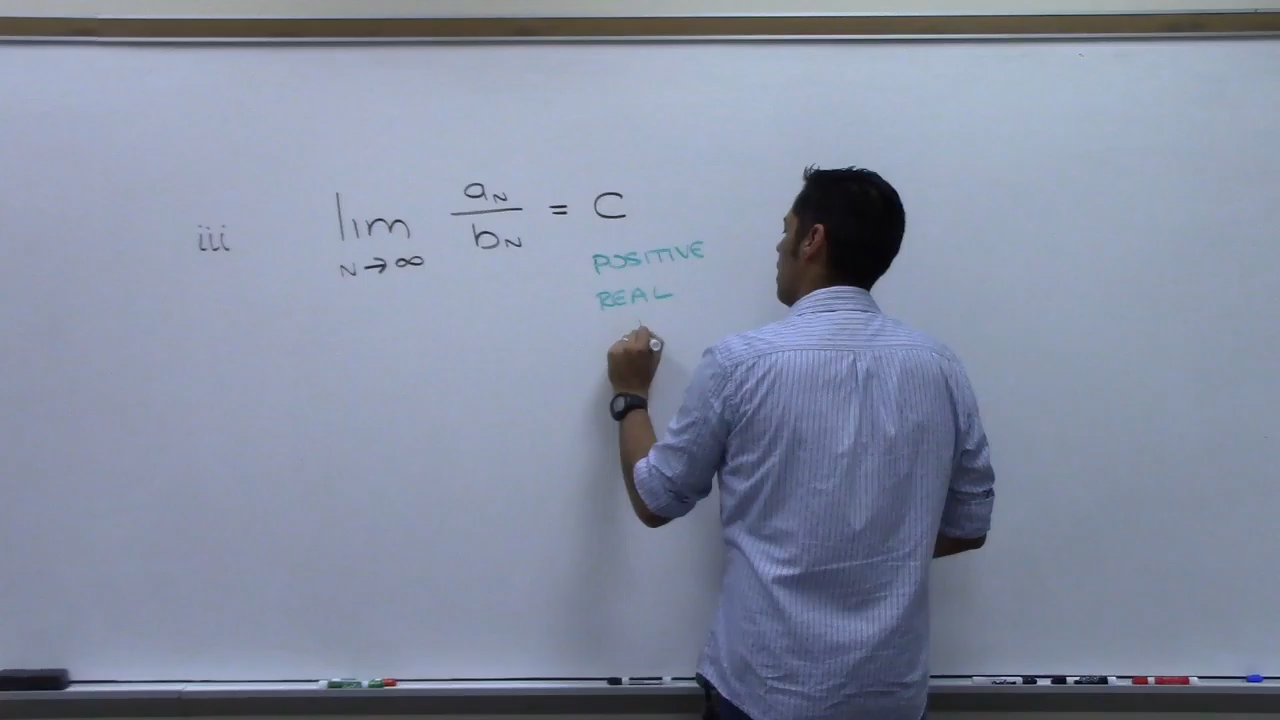 iii lim N→∞ aN/bN = C
POSITIVE
REAL